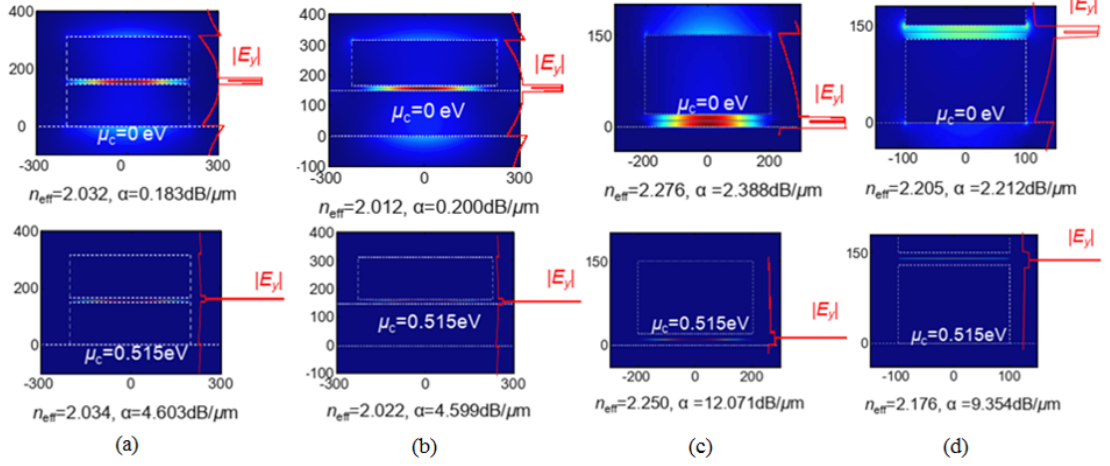 400
300
200
100
0
-300
0
300
μc=0 eV
|Ey|
neff=2.032, α=0.183dB/μm
400
300
200
100
0
-100
-300
0
300
μc=0 eV
|Ey|
neff=2.012, α=0.200dB/μm
150
0
-200
0
200
μc=0 eV
|Ey|
neff=2.276, α =2.388dB/μm
150
0
-100
0
100
μc=0 eV
|Ey|
neff=2.205, α =2.212dB/μm
400
300
200
100
0
-300
0
300
μc=0.515eV
|Ey|
neff=2.034, α=4.603dB/μm
400
300
200
100
0
-100
-300
0
300
μc=0.515eV
|Ey|
neff=2.022, α=4.599dB/μm
150
0
-200
0
200
μc=0.515eV
|Ey|
neff=2.250, α =12.071dB/μm
150
0
-100
0
100
μc=0.515eV
|Ey|
neff=2.176, α =9.354dB/μm
(a)
(b)
(c)
(d)